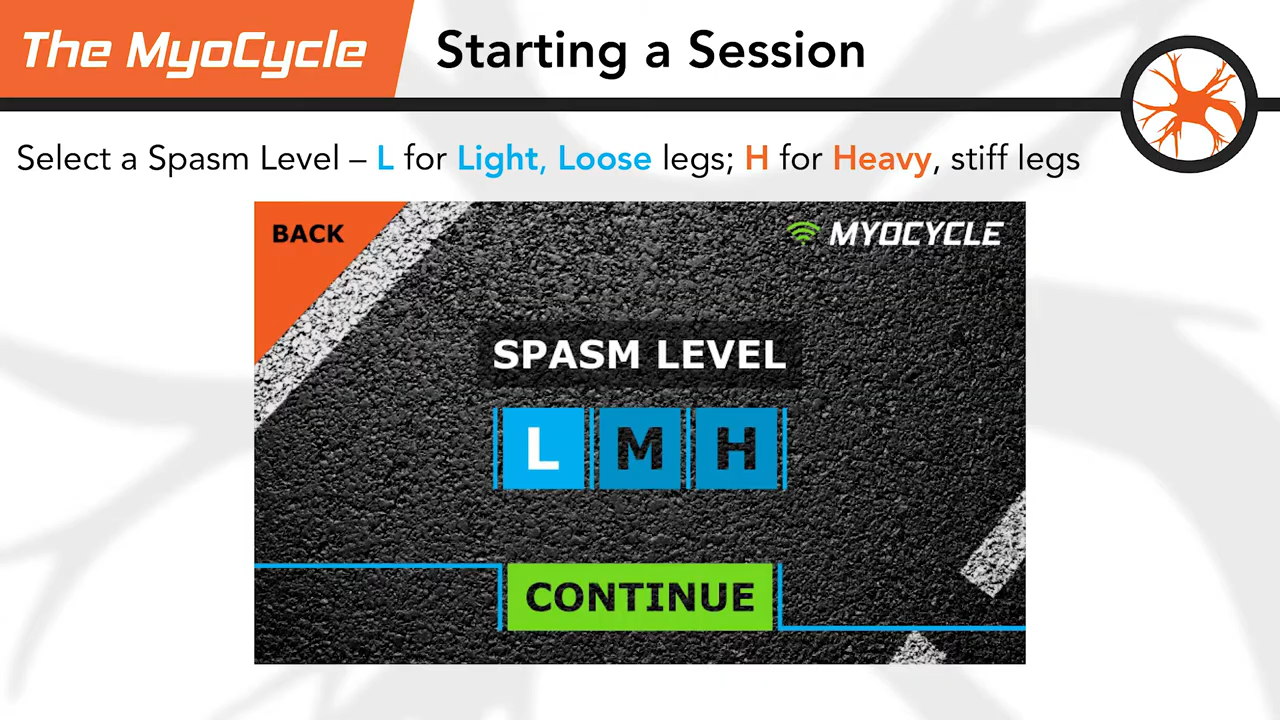 The MyoCycle
Starting a Session
Select a Spasm Level – L for Light, Loose legs; H for Heavy, stiff legs
BACK
MYOCYCLE
SPASM LEVEL
L M H
CONTINUE